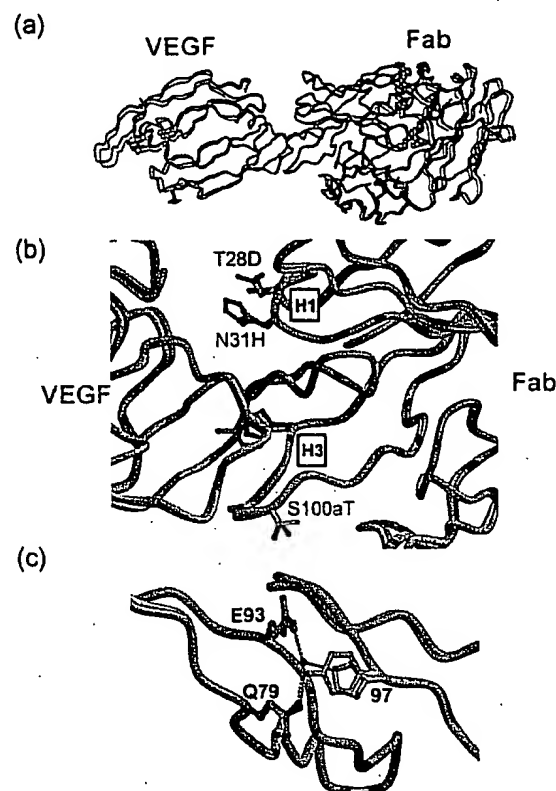 (a)
VEGF
Fab
(b)
T28D
H1
N31H
VEGF
Fab
H3
S100aT
(c)
E93
Q79
97